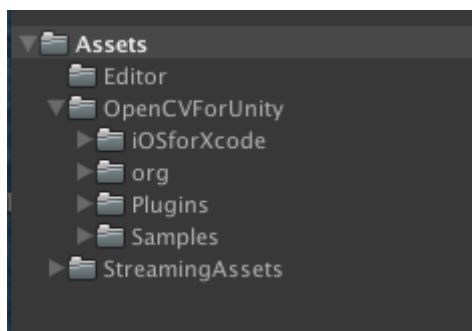 Assets
Editor
OpenCVForUnity
iOSforXcode
org
Plugins
Samples
StreamingAssets